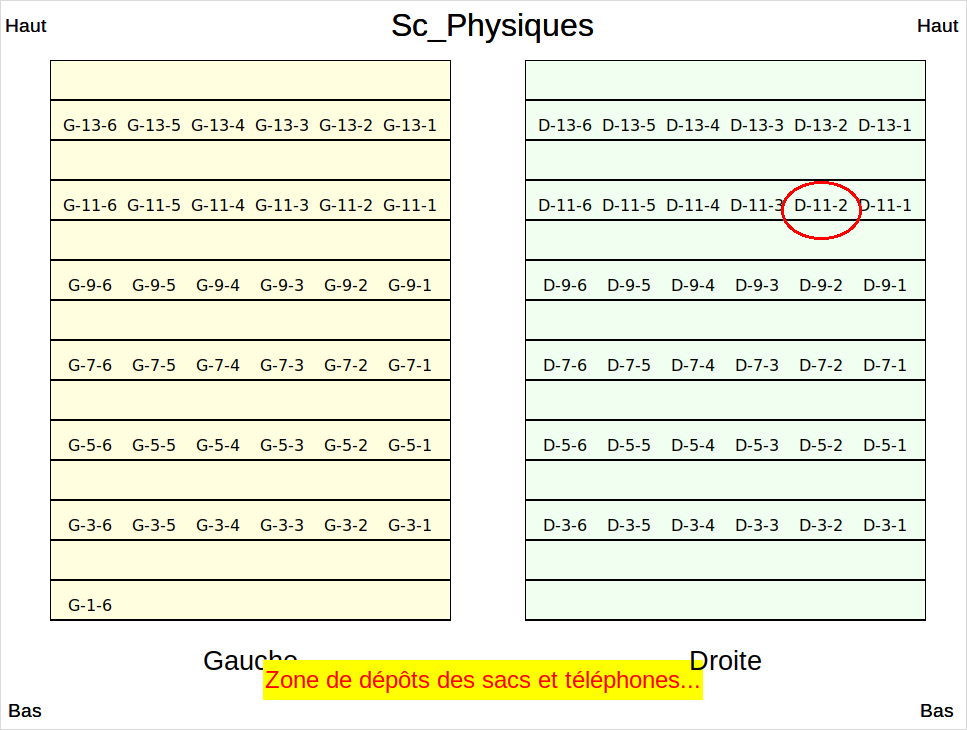 Sc_Physiques
Haut Haut
G-13-6 G-13-5 G-13-4 G-13-3 G-13-2 G-13-1 D-13-6 D-13-5 D-13-4 D-13-3 D-13-2 D-13-1
G-11-6 G-11-5 G-11-4 G-11-3 G-11-2 G-11-1 D-11-6 D-11-5 D-11-4 D-11-3 D-11-2 D-11-1
G-9-6 G-9-5 G-9-4 G-9-3 G-9-2 G-9-1 D-9-6 D-9-5 D-9-4 D-9-3 D-9-2 D-9-1
G-7-6 G-7-5 G-7-4 G-7-3 G-7-2 G-7-1 D-7-6 D-7-5 D-7-4 D-7-3 D-7-2 D-7-1
G-5-6 G-5-5 G-5-4 G-5-3 G-5-2 G-5-1 D-5-6 D-5-5 D-5-4 D-5-3 D-5-2 D-5-1
G-3-6 G-3-5 G-3-4 G-3-3 G-3-2 G-3-1 D-3-6 D-3-5 D-3-4 D-3-3 D-3-2 D-3-1
G-1-6
Gauche Droite
Zone de dépôts des sacs et téléphones...
Bas Bas